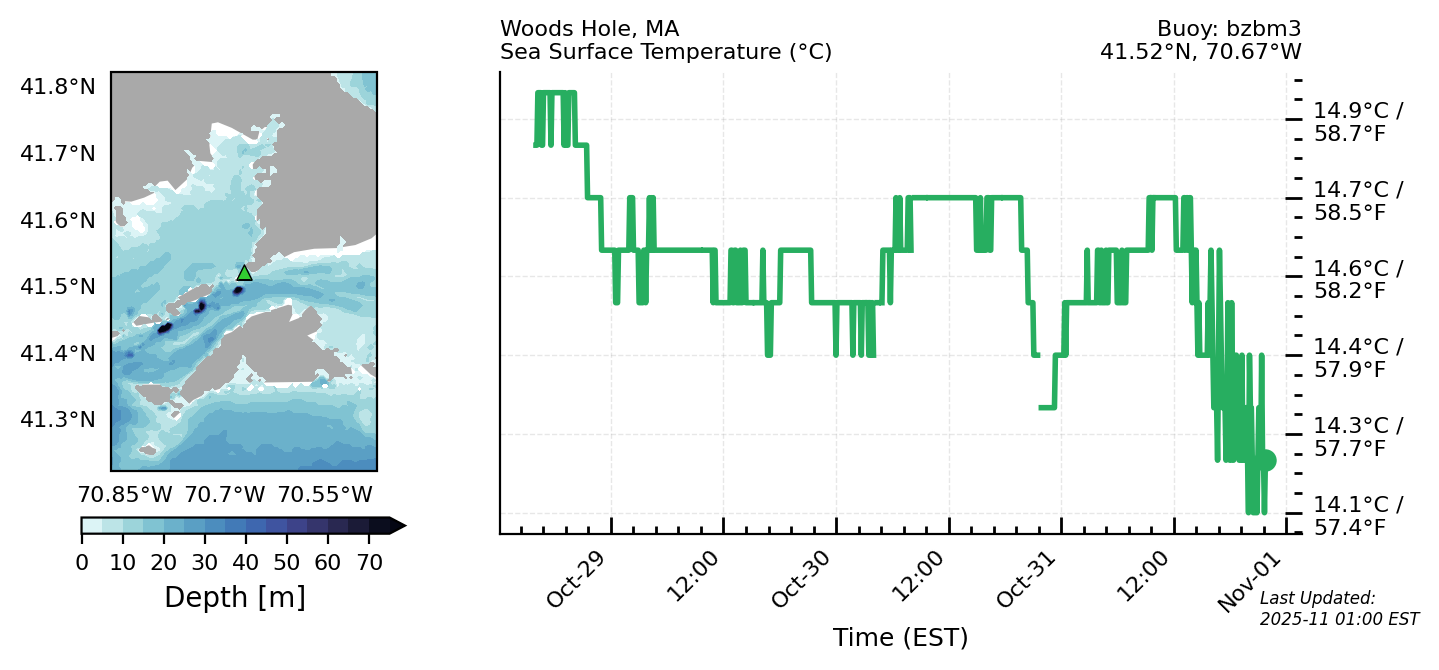 Woods Hole, MA
Sea Surface Temperature (°C)
Buoy: bzbm3
41.52°N, 70.67°W
41.8°N
41.7°N
41.6°N
41.5°N
41.4°N
41.3°N
70.85°W 70.7°W 70.55°W
0 10 20 30 40 50 60 70
Depth [m]
14.9°C /
58.7°F
14.7°C /
58.5°F
14.6°C /
58.2°F
14.4°C /
57.9°F
14.3°C /
57.7°F
14.1°C /
57.4°F
Oct-29 12:00 Oct-30 12:00 Oct-31 12:00 Nov-01
Time (EST)
Last Updated:
2025-11 01:00 EST